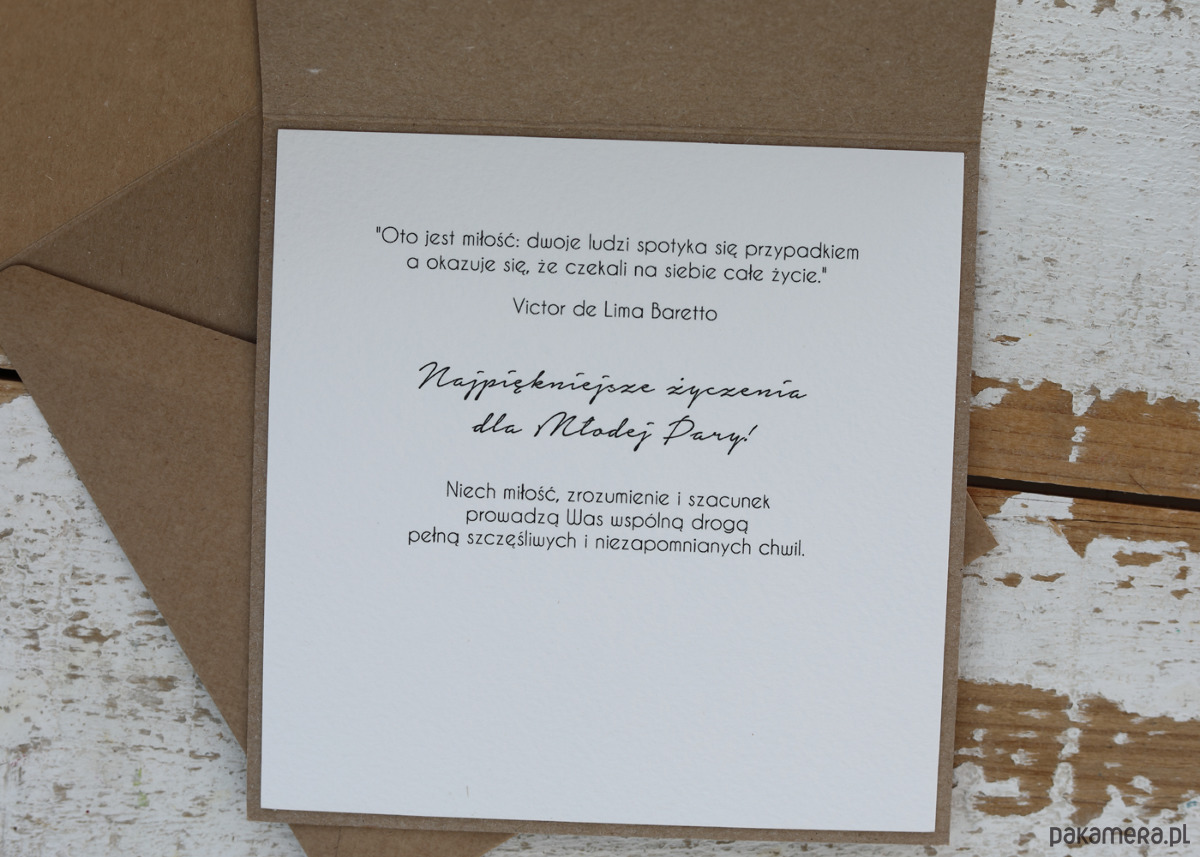 "Oto jest miłość: dwoje ludzi spotyka się przypadkiem
a okazuje się, że czekali na siebie całe życie."
Victor de Lima Baretto
Najpiękniejsze życzenia
dla Młodej Pary!
Niech miłość, zrozumienie i szacunek
prowadzą Was wspólną drogą
pełną szczęśliwych i niezapomnianych chwil.
pakamera.pl